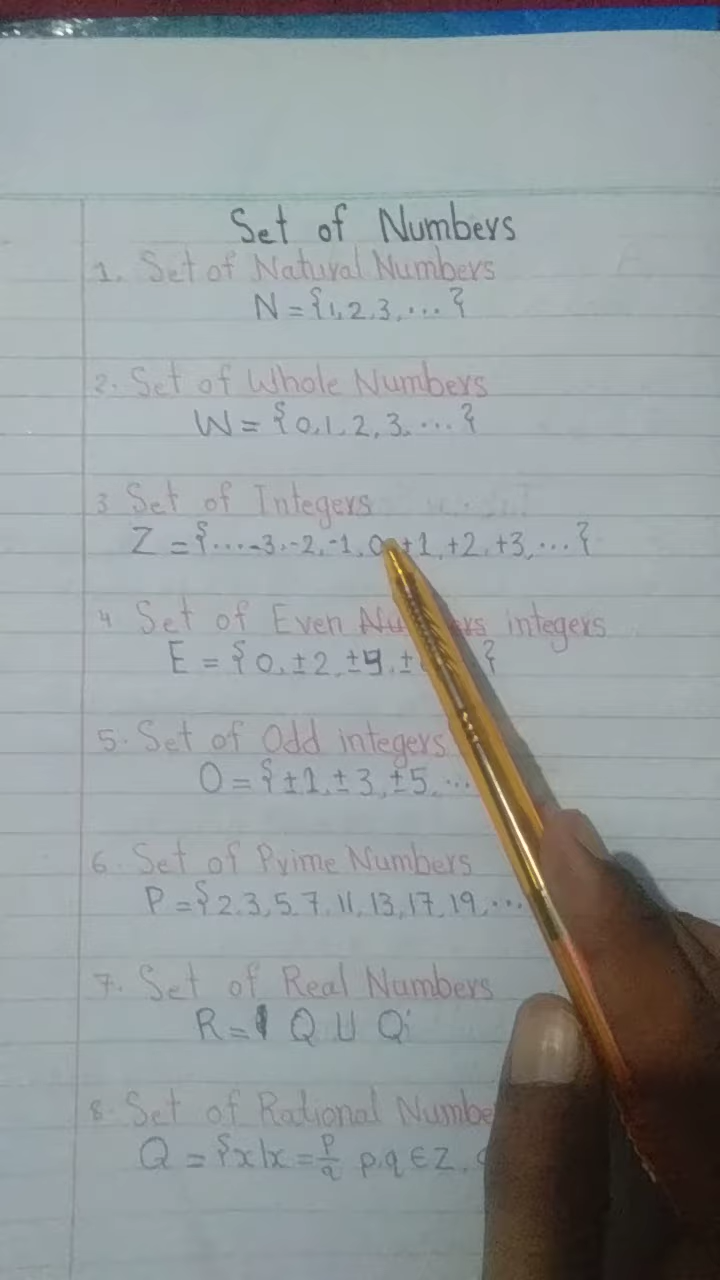 Set of Numbers
1. Set of Natural Numbers
N = {1, 2, 3, ... }
2. Set of Whole Numbers
W = { 0, 1, 2, 3, ... }
3 Set of Integers
Z = {... -3, -2, -1, 0, +1, +2, +3, ... }
4 Set of Even integers
E = { 0, ±2, ±4, ± }
5. Set of Odd integers
O = { ±1, ±3, ±5, ...
6. Set of Prime Numbers
P = { 2, 3, 5, 7, 11, 13, 17, 19, ...
7. Set of Real Numbers
R = Q U Q'
8. Set of Rational
Q = { x | x = p/q p, q ∈ Z,